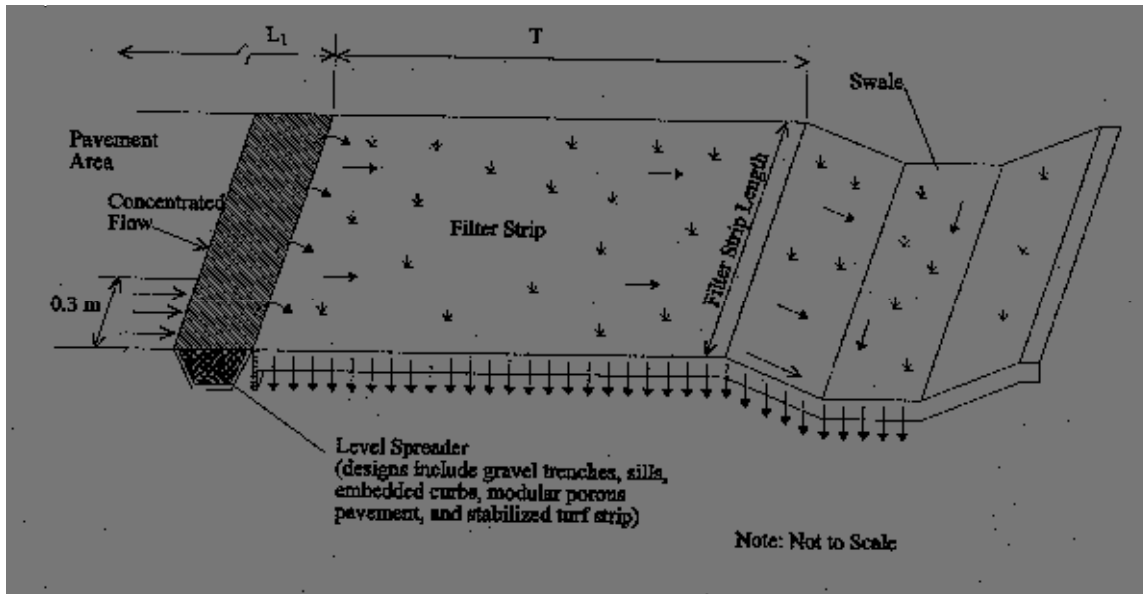 L1
T
Swale
Pavement
Area
Concentrated
Flow
Filter Strip
Filter Strip Length
0.3 m
Level Spreader
(designs include gravel trenches, sills,
embedded curbs, modular porous
pavement, and stabilized turf strip)
Note: Not to Scale